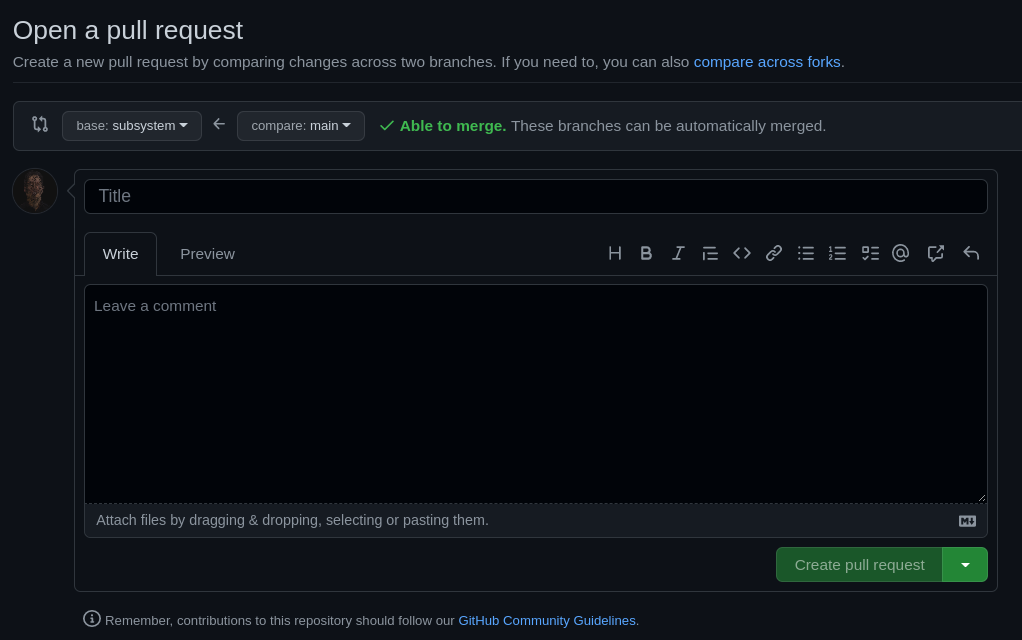 Open a pull request
Create a new pull request by comparing changes across two branches. If you need to, you can also compare across forks.
base: subsystem compare: main Able to merge. These branches can be automatically merged.
Title
Write Preview
Leave a comment
Attach files by dragging & dropping, selecting or pasting them.
Create pull request
Remember, contributions to this repository should follow our GitHub Community Guidelines.